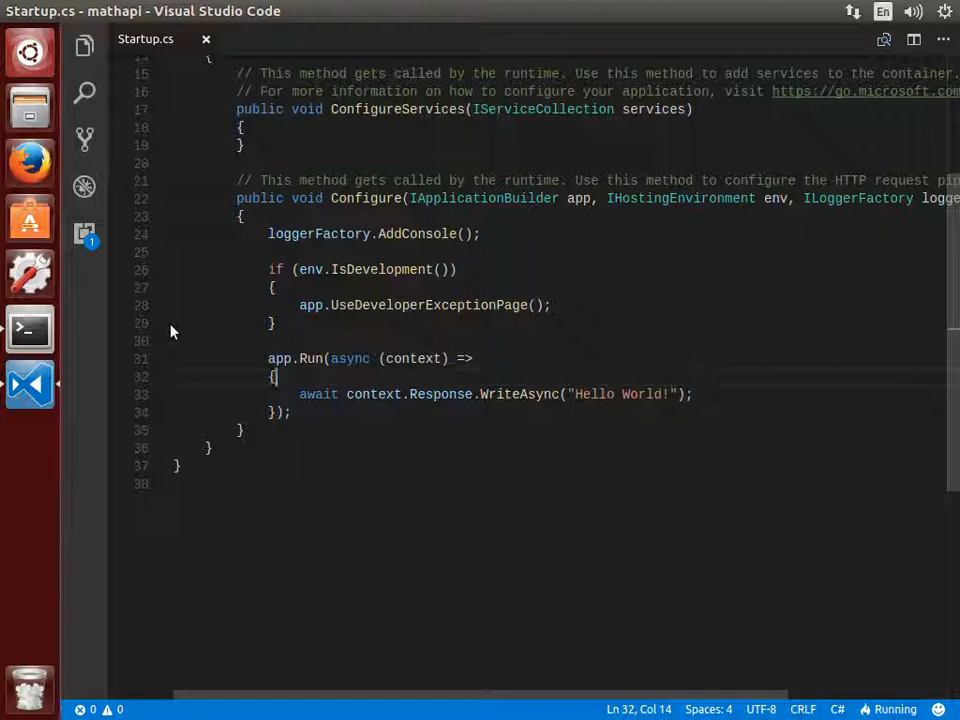 Startup.cs - mathapi - Visual Studio Code
En
Startup.cs
14 {
15 // This method gets called by the runtime. Use this method to add services to the container.
16 // For more information on how to configure your application, visit https://go.microsoft.com
17 public void ConfigureServices(IServiceCollection services)
18 {
19 }
20
21 // This method gets called by the runtime. Use this method to configure the HTTP request pip
22 public void Configure(IApplicationBuilder app, IHostingEnvironment env, ILoggerFactory logge
23 {
24 loggerFactory.AddConsole();
25
26 if (env.IsDevelopment())
27 {
28 app.UseDeveloperExceptionPage();
29 }
30
31 app.Run(async (context) =>
32 {
33 await context.Response.WriteAsync("Hello World!");
34 });
35 }
36 }
37 }
38
1
0 0 Ln 32, Col 14 Spaces: 4 UTF-8 CRLF C# Running